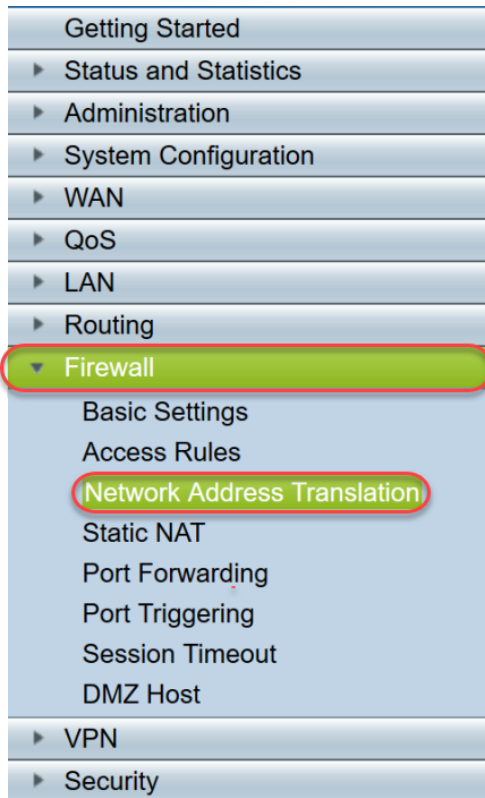 Getting Started
Status and Statistics
Administration
System Configuration
WAN
QoS
LAN
Routing
Firewall
Basic Settings
Access Rules
Network Address Translation
Static NAT
Port Forwarding
Port Triggering
Session Timeout
DMZ Host
VPN
Security